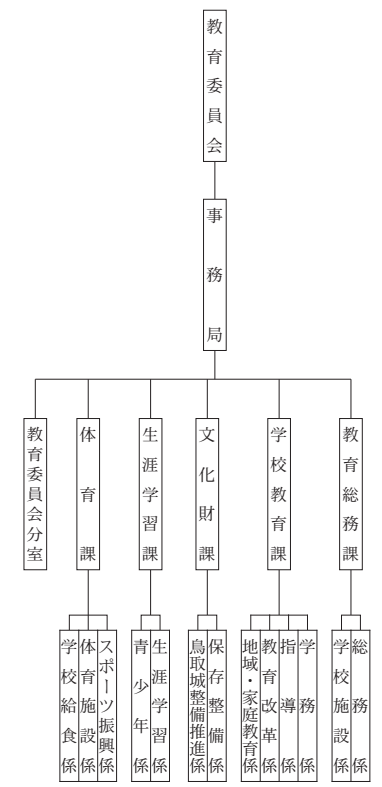 教育委員会
事務局
教育総務課
学校教育課
文化財課
生涯学習課
体育課
教育委員会分室
総務係
学校施設係
学務係
指導係
教育改革係
地域・家庭教育係
保存整備係
鳥取城整備推進係
生涯学習係
青少年係
スポーツ振興係
体育施設係
学校給食係